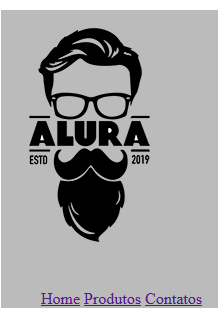 ALURA
ESTD 2019
Home Produtos Contatos